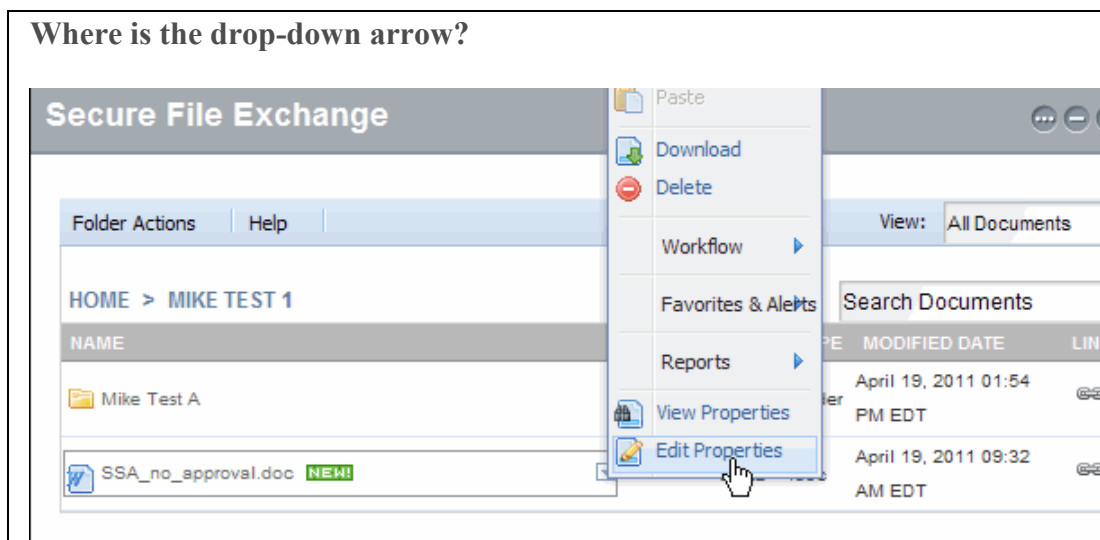 Where is the drop-down arrow?
Secure File Exchange
Paste
Download
Delete
Folder Actions Help
View: All Documents
Workflow
HOME > MIKE TEST 1
Favorites & Alerts
Search Documents
NAME
MODIFIED DATE
Reports
Mike Test A
April 19, 2011 01:54
PM EDT
View Properties
Edit Properties
SSA_no_approval.doc NEW!
April 19, 2011 09:32
AM EDT